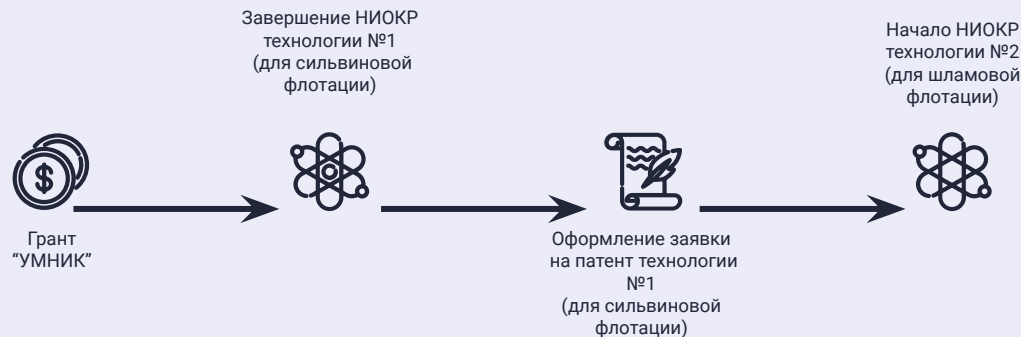 Грант
“УМНИК”
Завершение НИОКР
технологии №1
(для сильвиновой
флотации)
Оформление заявки
на патент технологии
№1
(для сильвиновой
флотации)
Начало НИОКР
технологии №2
(для шламовой
флотации)